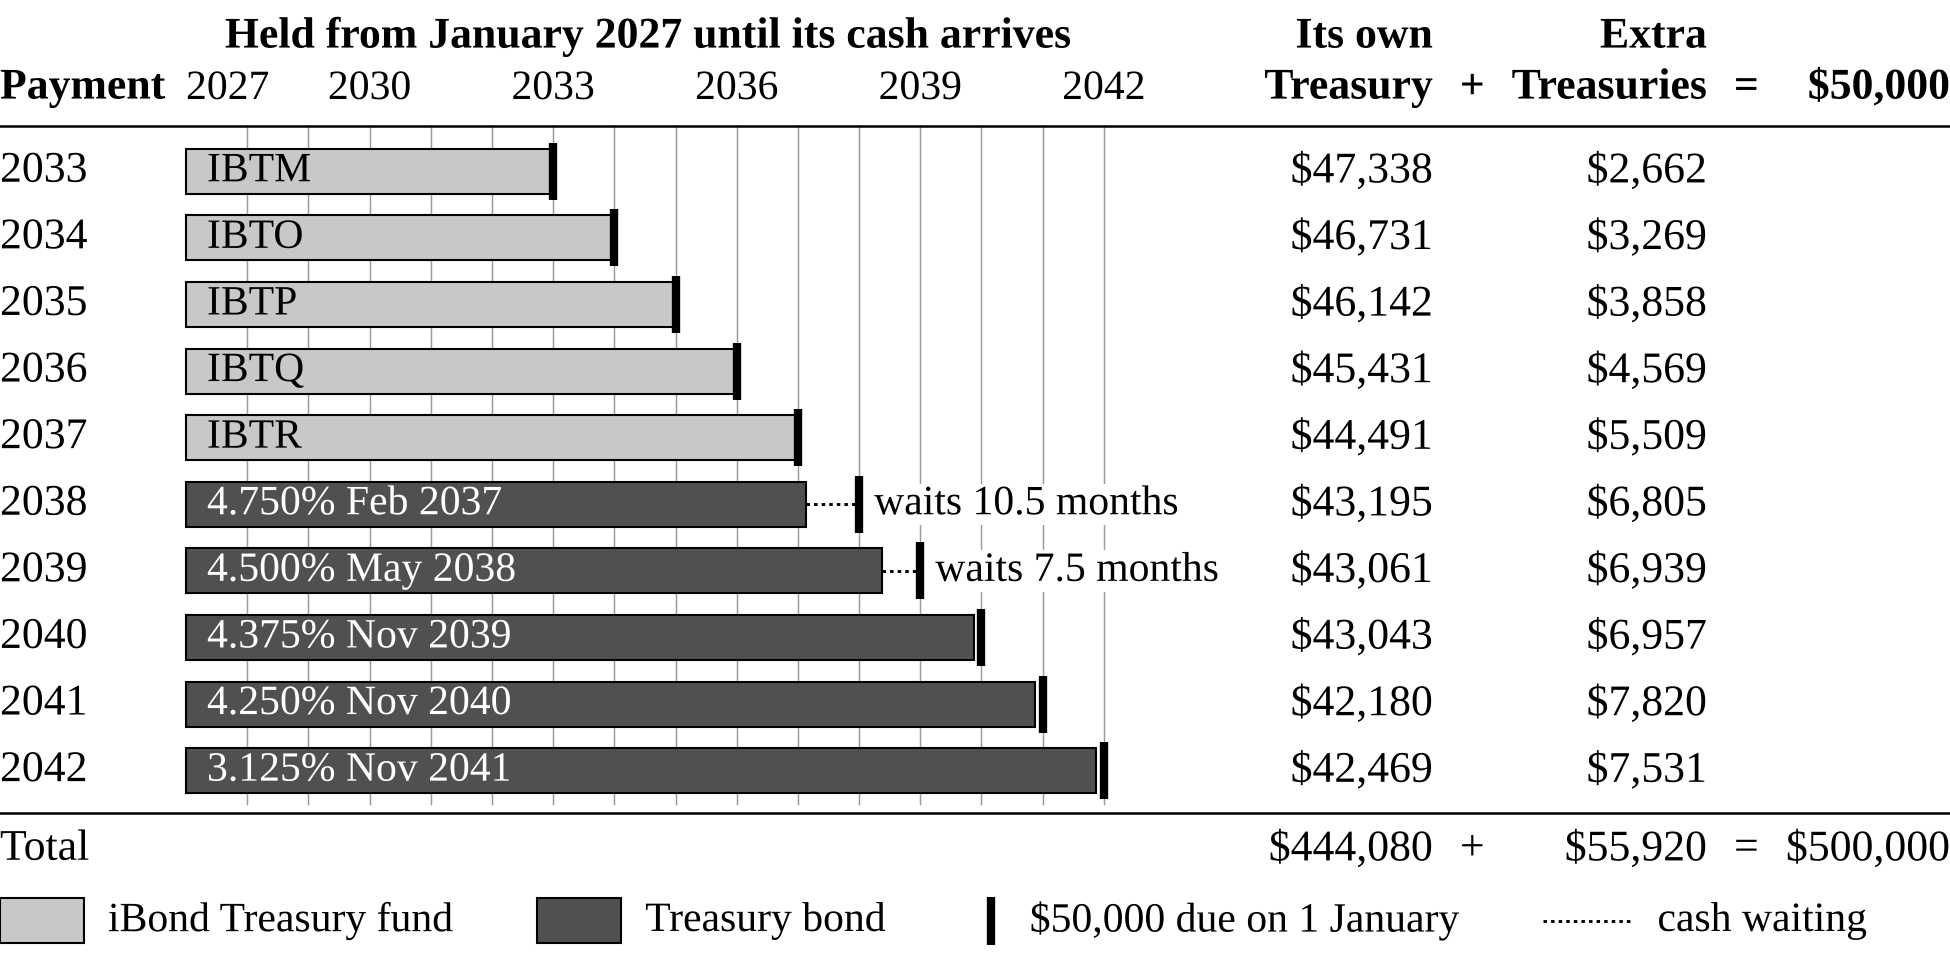 Held from January 2027 until its cash arrives Its own Extra
Payment 2027 2030 2033 2036 2039 2042 Treasury + Treasuries = $50,000
2033 IBTM $47,338 $2,662
2034 IBTO $46,731 $3,269
2035 IBTP $46,142 $3,858
2036 IBTQ $45,431 $4,569
2037 IBTR $44,491 $5,509
2038 4.750% Feb 2037 waits 10.5 months $43,195 $6,805
2039 4.500% May 2038 waits 7.5 months $43,061 $6,939
2040 4.375% Nov 2039 $43,043 $6,957
2041 4.250% Nov 2040 $42,180 $7,820
2042 3.125% Nov 2041 $42,469 $7,531
Total $444,080 + $55,920 = $500,000
iBond Treasury fund Treasury bond $50,000 due on 1 January cash waiting